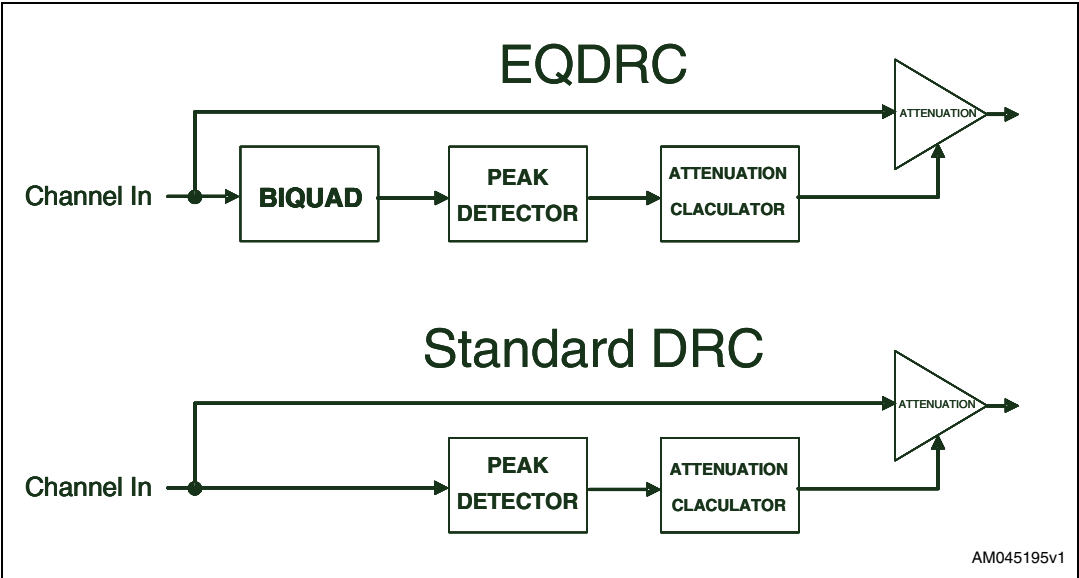 EQDRC
ATTENUATION
Channel In
BIQUAD
PEAK
DETECTOR
ATTENUATION
CLACULATOR
Standard DRC
ATTENUATION
Channel In
PEAK
DETECTOR
ATTENUATION
CLACULATOR
AM045195v1